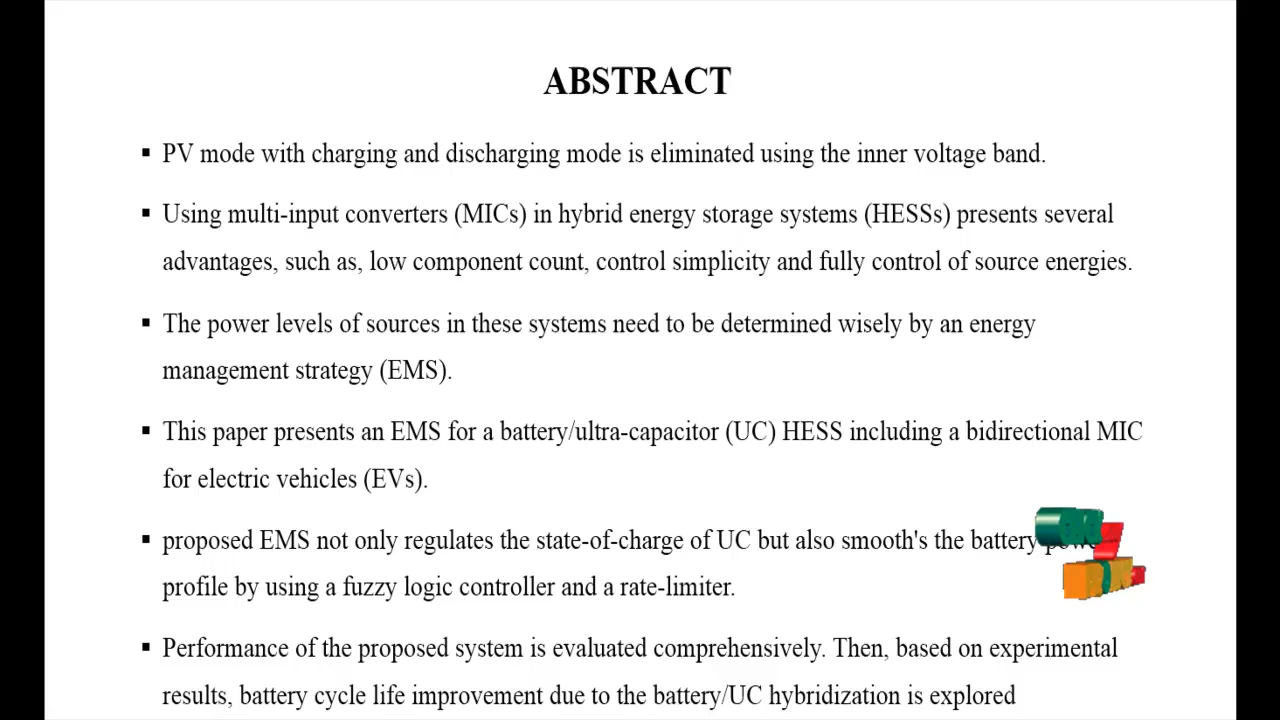 ABSTRACT
▪ PV mode with charging and discharging mode is eliminated using the inner voltage band.
▪ Using multi-input converters (MICs) in hybrid energy storage systems (HESSs) presents several
advantages, such as, low component count, control simplicity and fully control of source energies.
▪ The power levels of sources in these systems need to be determined wisely by an energy
management strategy (EMS).
▪ This paper presents an EMS for a battery/ultra-capacitor (UC) HESS including a bidirectional MIC
for electric vehicles (EVs).
▪ proposed EMS not only regulates the state-of-charge of UC but also smooth's the battery
profile by using a fuzzy logic controller and a rate-limiter.
▪ Performance of the proposed system is evaluated comprehensively. Then, based on experimental
results, battery cycle life improvement due to the battery/UC hybridization is explored